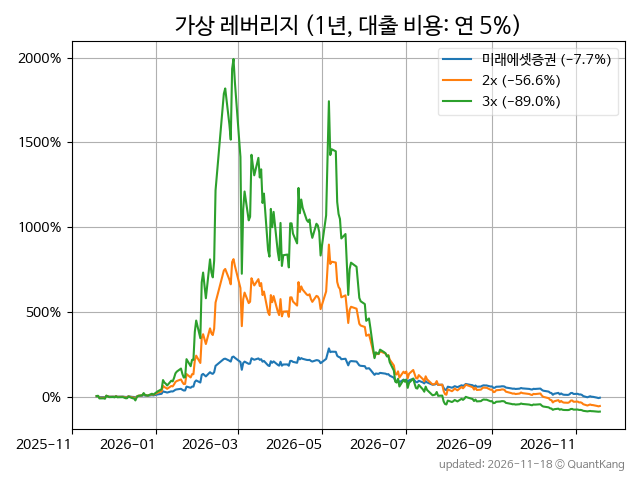 가상 레버리지 (1년, 대출 비용: 연 5%)
미래에셋증권 (−7.7%)
2x (−56.6%)
3x (−89.0%)
2000%
1500%
1000%
500%
0%
2025-11 2026-01 2026-03 2026-05 2026-07 2026-09 2026-11
updated: 2026-11-18 © QuantKang